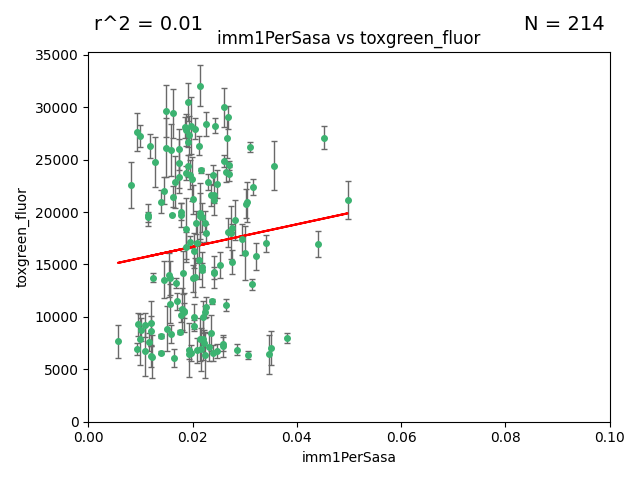 r^2 = 0.01
N = 214
imm1PerSasa vs toxgreen_fluor
35000
30000
25000
20000
15000
10000
5000
0
toxgreen_fluor
0.00
0.02
0.04
0.06
0.08
0.10
imm1PerSasa